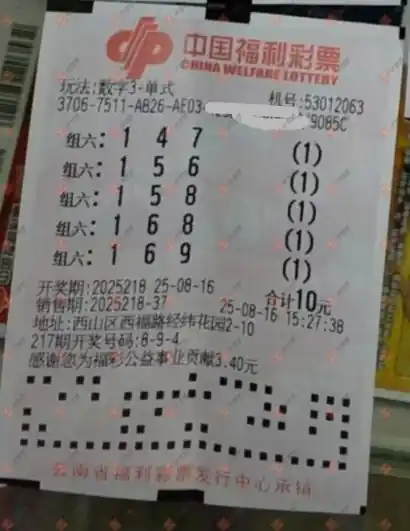 中国福利彩票
CHINA WELFARE LOTTERY
玩法:数字3-单式 机号:53012063
3706-7511-AB26-AE03- 9085C
组六: 1 4 7 (1)
组六: 1 5 6 (1)
组六: 1 5 8 (1)
组六: 1 6 8 (1)
组六: 1 6 9 (1)
开奖期:2025218 25-08-16 合计10元
销售期:2025218-37 25-08-16 15:27:38
地址:西山区西福路经纬花园2-10
217期开奖号码:8-9-4
感谢您为福彩公益事业贡献3.40元
云南省福利彩票发行中心承销